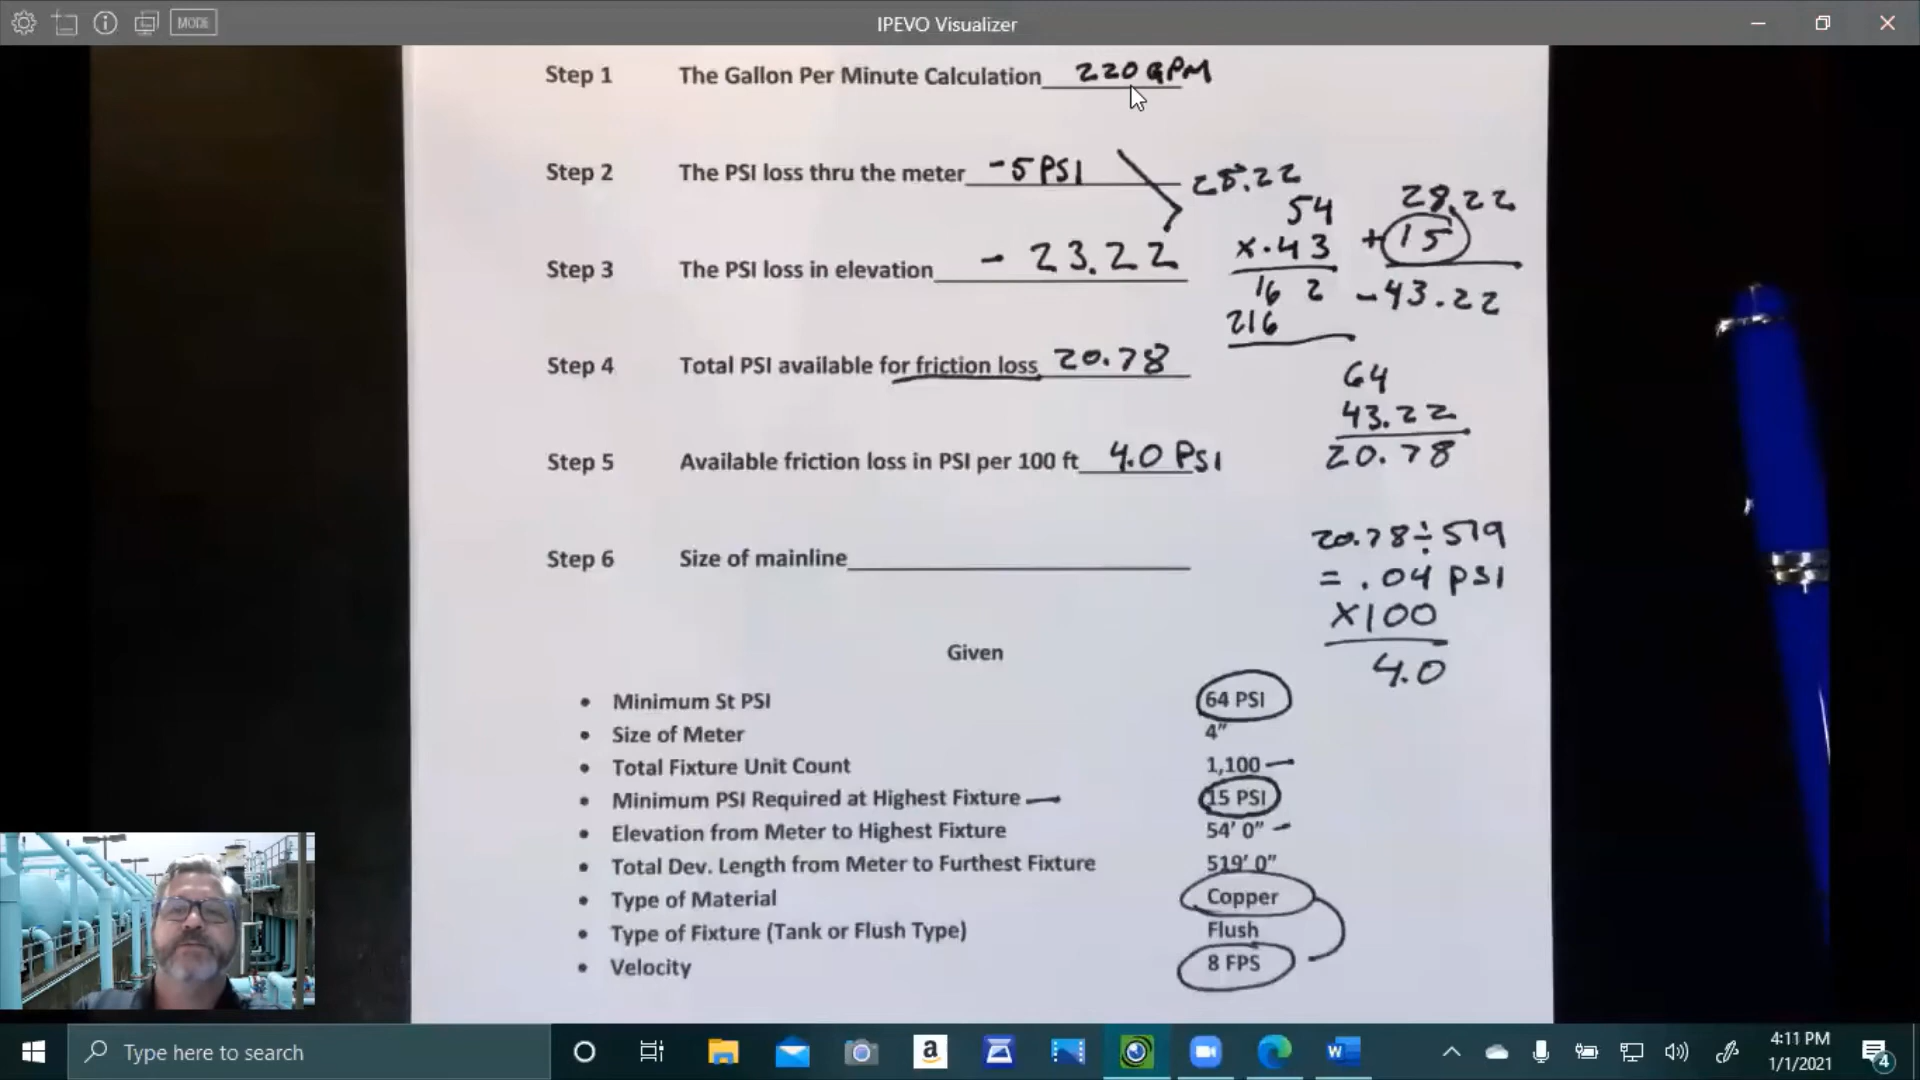 MODE
IPEVO Visualizer
Step 1 The Gallon Per Minute Calculation 220 GPM
Step 2 The PSI loss thru the meter -5 PSI
28.22
54
x.43
16 2
216
28.22
+15
-43.22
Step 3 The PSI loss in elevation - 23.22
Step 4 Total PSI available for friction loss 20.78
64
43.22
20.78
Step 5 Available friction loss in PSI per 100 ft 4.0 PSI
20.78÷519
= .04 PSI
X100
4.0
Step 6 Size of mainline
Given
• Minimum St PSI 64 PSI
• Size of Meter 4"
• Total Fixture Unit Count 1,100
• Minimum PSI Required at Highest Fixture 15 PSI
• Elevation from Meter to Highest Fixture 54' 0"
• Total Dev. Length from Meter to Furthest Fixture 519' 0"
• Type of Material Copper
• Type of Fixture (Tank or Flush Type) Flush
• Velocity 8 FPS
Type here to search
4:11 PM
1/1/2021
4